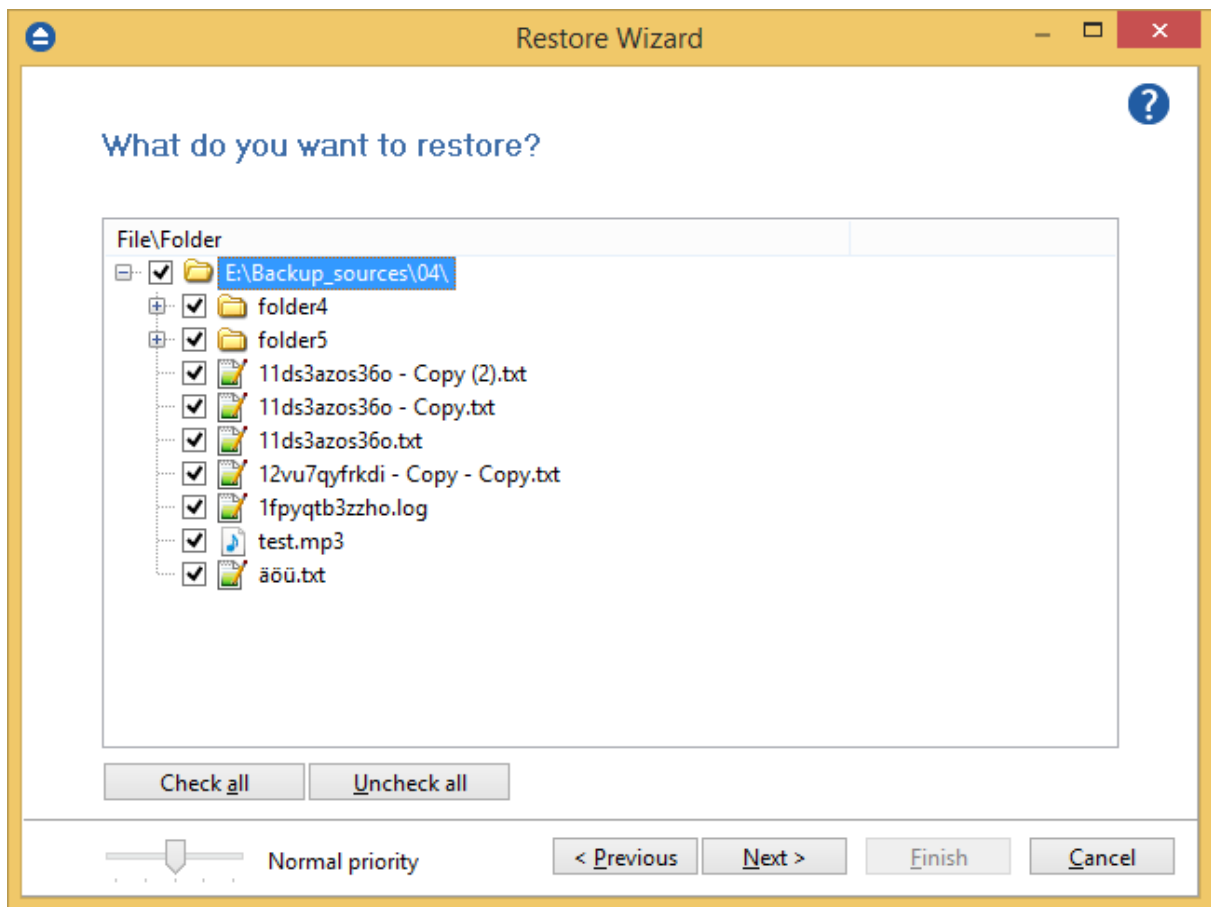 Restore Wizard
What do you want to restore?
File\Folder
E:\Backup_sources\04\
folder4
folder5
11ds3azos36o - Copy (2).txt
11ds3azos36o - Copy.txt
11ds3azos36o.txt
12vu7qyfrkdi - Copy - Copy.txt
1fpyqtb3zzho.log
test.mp3
äöü.txt
Check all Uncheck all
Normal priority < Previous Next > Finish Cancel